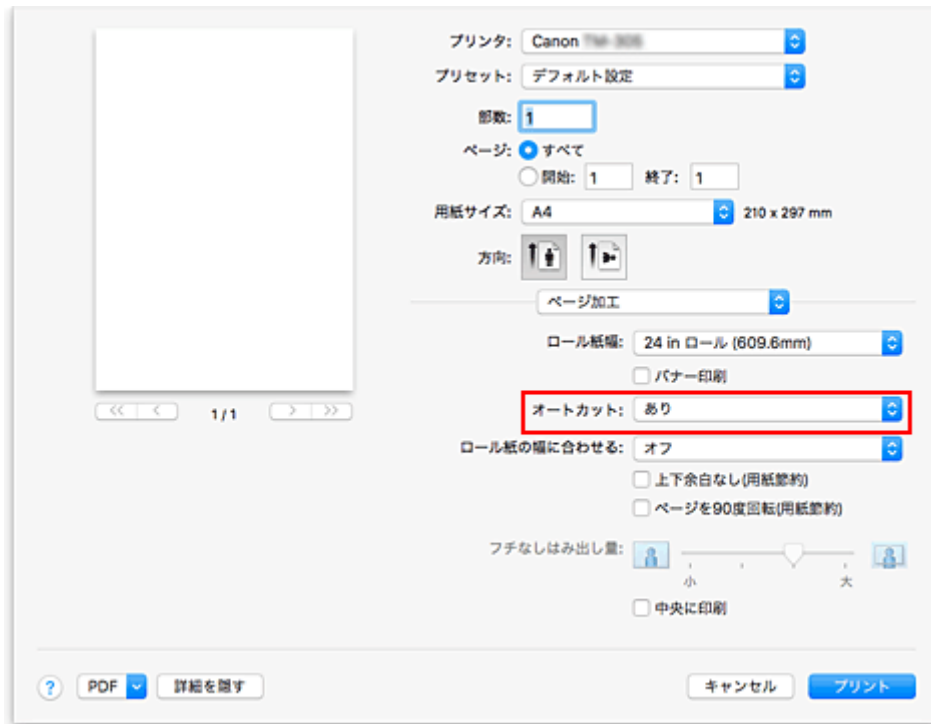 プリンタ: Canon
プリセット: デフォルト設定
部数: 1
ページ: すべて
開始: 1 終了: 1
用紙サイズ: A4 210 x 297 mm
方向:
ページ加工
ロール紙幅: 24 in ロール (609.6mm)
バナー印刷
<< < 1/1 > >>
オートカット: あり
ロール紙の幅に合わせる: オフ
上下余白なし(用紙節約)
ページを90度回転(用紙節約)
フチなしはみ出し量:
小 大
中央に印刷
? PDF 詳細を隠す キャンセル プリント